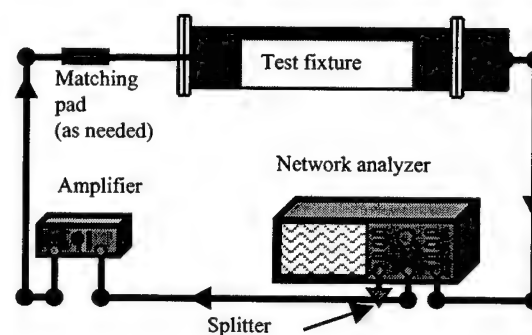 Test fixture
Matching
pad
(as needed)
Network analyzer
Amplifier
Splitter